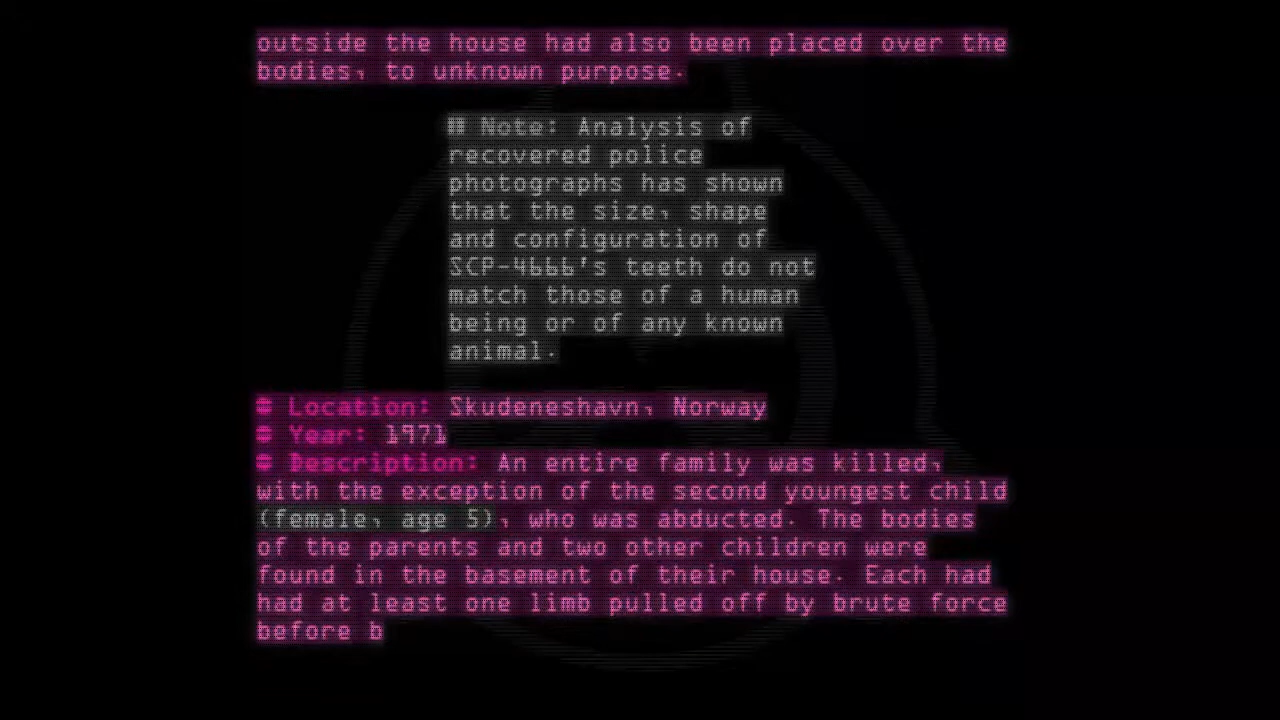 outside the house had also been placed over the
bodies, to unknown purpose.
# Note: Analysis of
recovered police
photographs has shown
that the size, shape
and configuration of
SCP-4666's teeth do not
match those of a human
being or of any known
animal.
Location: Skudeneshavn, Norway
Year: 1971
Description: An entire family was killed,
with the exception of the second youngest child
(female, age 5), who was abducted. The bodies
of the parents and two other children were
found in the basement of their house. Each had
had at least one limb pulled off by brute force
before b